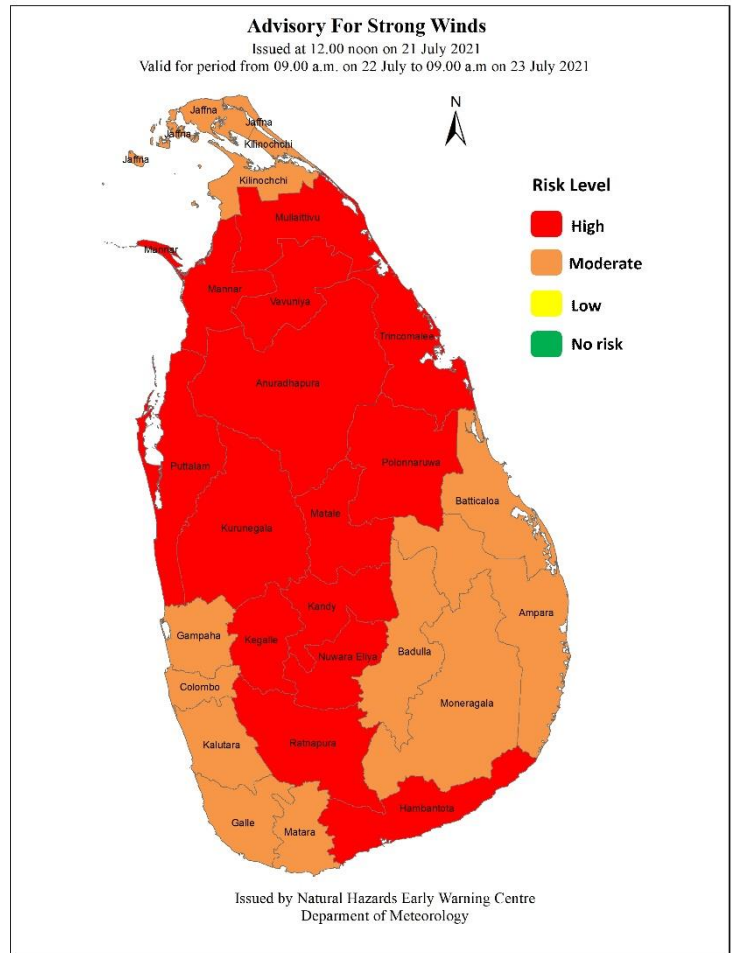 Advisory For Strong Winds
Issued at 12.00 noon on 21 July 2021
Valid for period from 09.00 a.m. on 22 July to 09.00 a.m on 23 July 2021
N
Jaffna
Jaffna
Jaffna
Kilinochchi
Jaffna
Kilinochchi
Risk Level
High
Moderate
Low
No risk
Mullaittivu
Mannar
Mannar
Vavuniya
Trincomalee
Anuradhapura
Puttalam
Polonnaruwa
Batticaloa
Matale
Kurunegala
Kandy
Ampara
Gampaha
Kegalle
Nuwara Eliya
Badulla
Colombo
Moneragala
Kalutara
Ratnapura
Hambantota
Galle
Matara
Issued by Natural Hazards Early Warning Centre
Deparment of Meteorology